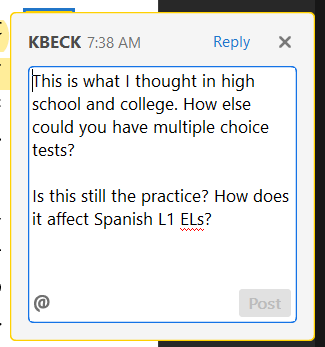 KBECK 7:38 AM Reply
This is what I thought in high
school and college. How else
could you have multiple choice
tests?
Is this still the practice? How does
it affect Spanish L1 ELs?
@ Post